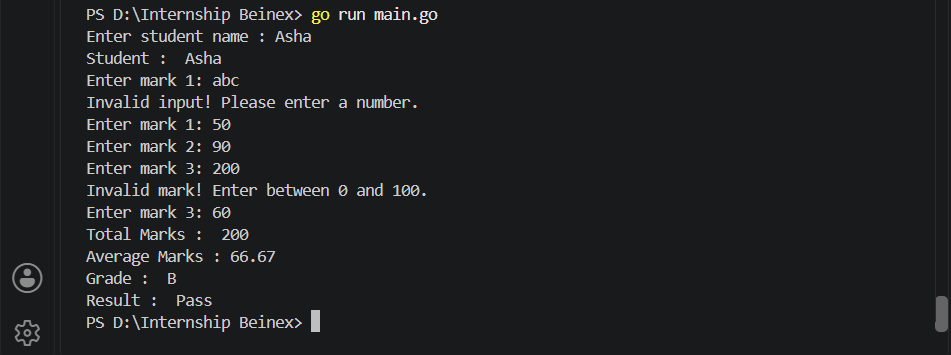 PS D:\Internship Beinex> go run main.go
Enter student name : Asha
Student :  Asha
Enter mark 1: abc
Invalid input! Please enter a number.
Enter mark 1: 50
Enter mark 2: 90
Enter mark 3: 200
Invalid mark! Enter between 0 and 100.
Enter mark 3: 60
Total Marks :  200
Average Marks : 66.67
Grade :  B
Result :  Pass
PS D:\Internship Beinex>